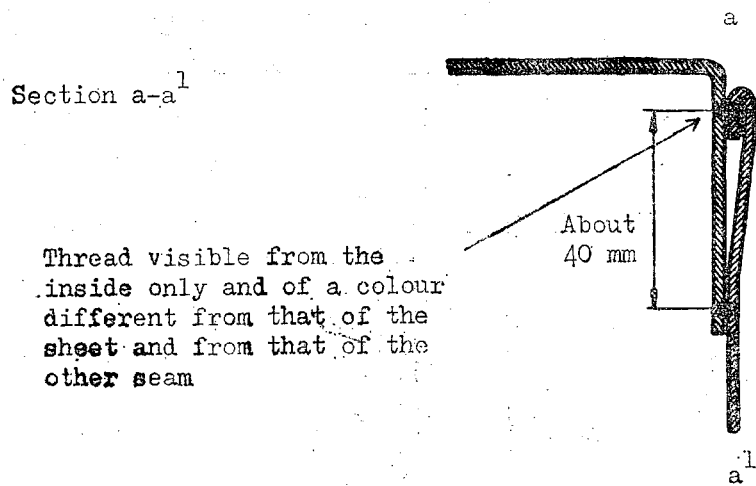 a
Section a-a¹
About
40 mm
Thread visible from the
inside only and of a colour
different from that of the
sheet and from that of the
other seam
a¹